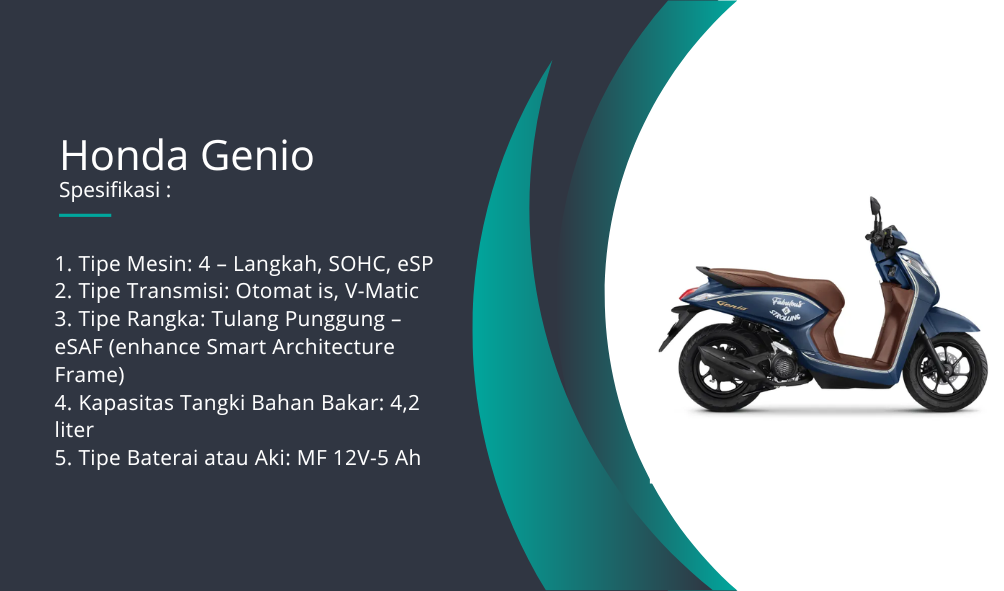 Honda Genio
Spesifikasi :
1. Tipe Mesin: 4 – Langkah, SOHC, eSP
2. Tipe Transmisi: Otomat is, V-Matic
3. Tipe Rangka: Tulang Punggung –
eSAF (enhance Smart Architecture
Frame)
4. Kapasitas Tangki Bahan Bakar: 4,2
liter
5. Tipe Baterai atau Aki: MF 12V-5 Ah
Genio
STROLLING